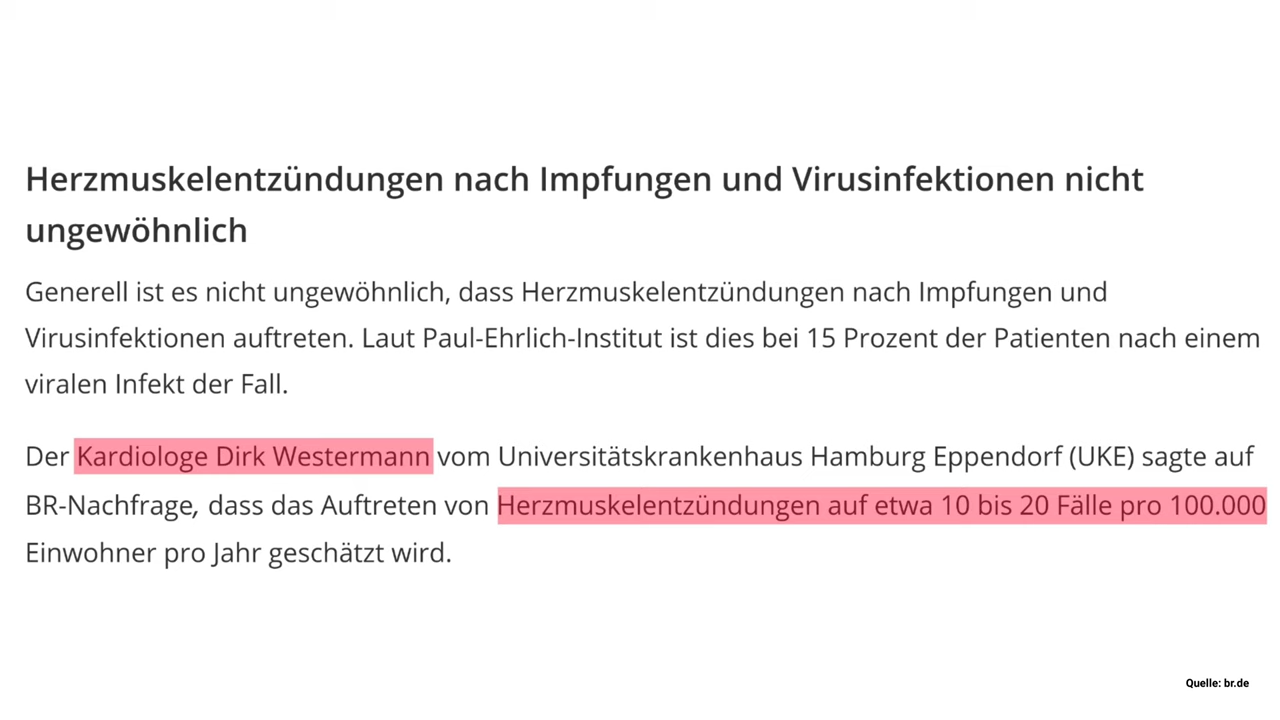 Herzmuskelentzündungen nach Impfungen und Virusinfektionen nicht
ungewöhnlich
Generell ist es nicht ungewöhnlich, dass Herzmuskelentzündungen nach Impfungen und
Virusinfektionen auftreten. Laut Paul-Ehrlich-Institut ist dies bei 15 Prozent der Patienten nach einem
viralen Infekt der Fall.
Der Kardiologe Dirk Westermann vom Universitätskrankenhaus Hamburg Eppendorf (UKE) sagte auf
BR-Nachfrage, dass das Auftreten von Herzmuskelentzündungen auf etwa 10 bis 20 Fälle pro 100.000
Einwohner pro Jahr geschätzt wird.
Quelle: br.de